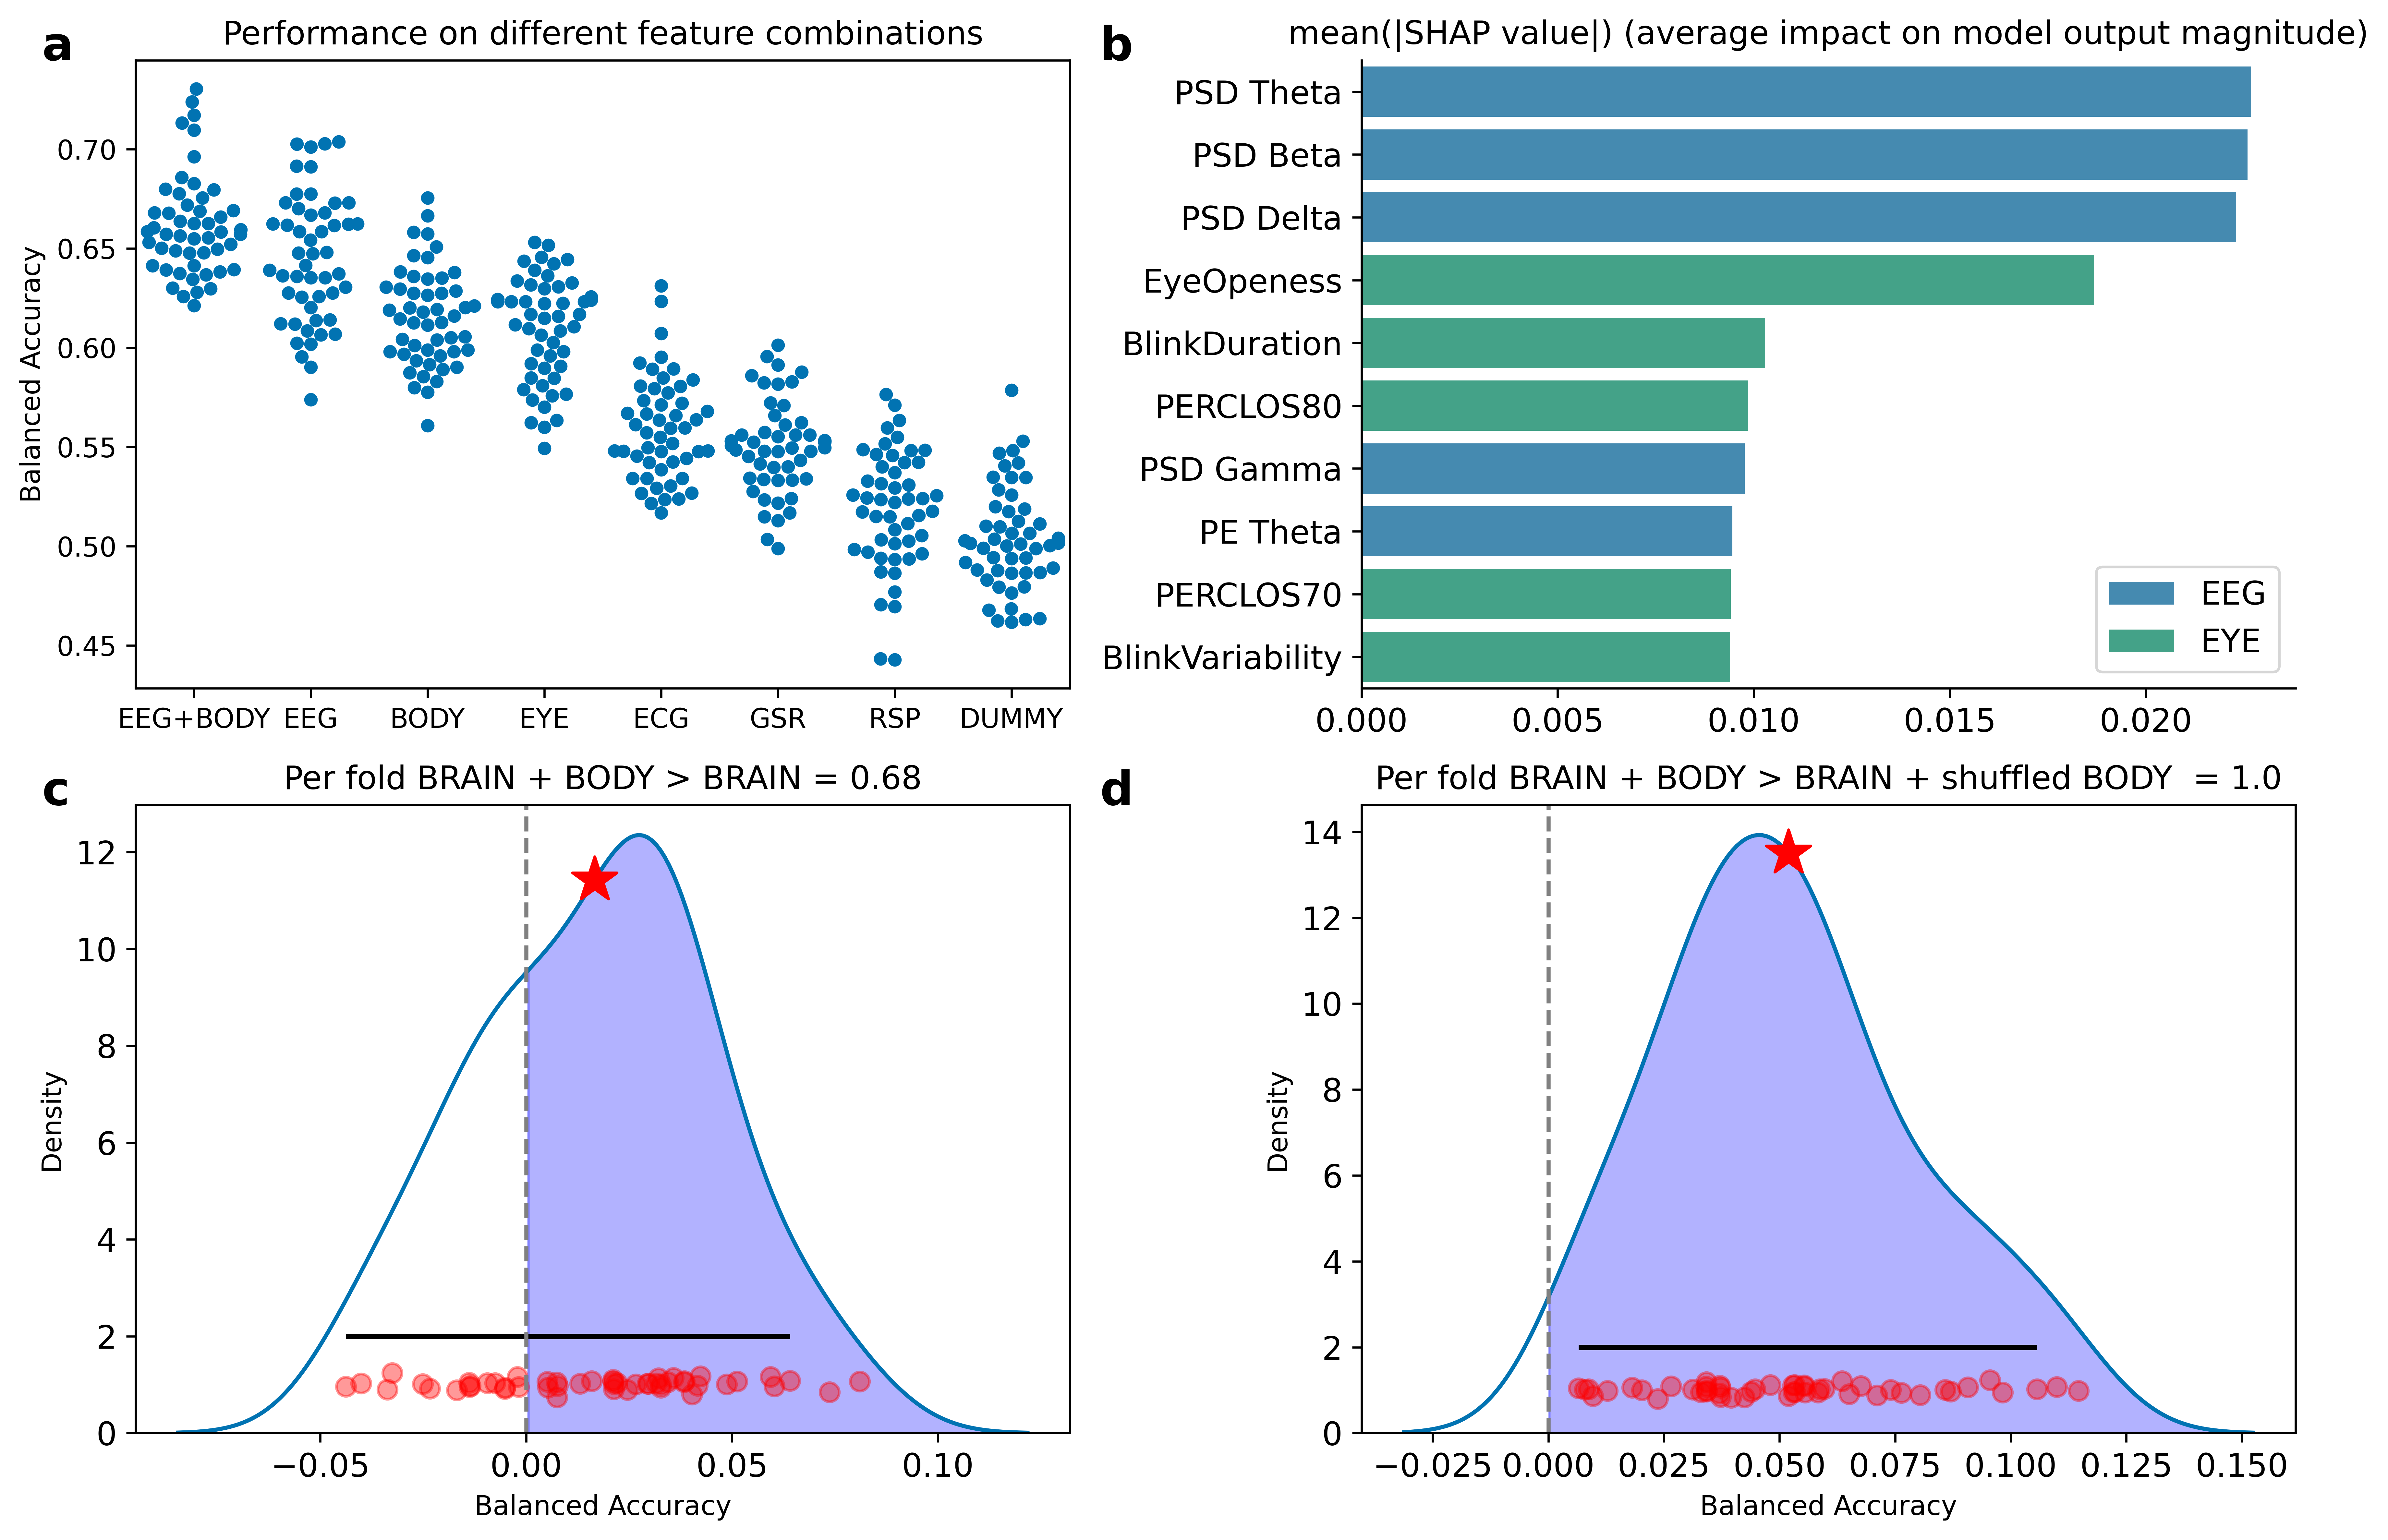 a
Performance on different feature combinations
Balanced Accuracy
0.70
0.65
0.60
0.55
0.50
0.45
EEG+BODY EEG BODY EYE ECG GSR RSP DUMMY
b
mean(|SHAP value|) (average impact on model output magnitude)
PSD Theta
PSD Beta
PSD Delta
EyeOpeness
BlinkDuration
PERCLOS80
PSD Gamma
PE Theta
PERCLOS70
BlinkVariability
EEG
EYE
0.000 0.005 0.010 0.015 0.020
c
Per fold BRAIN + BODY > BRAIN = 0.68
Density
12
10
8
6
4
2
0
−0.05 0.00 0.05 0.10
Balanced Accuracy
d
Per fold BRAIN + BODY > BRAIN + shuffled BODY = 1.0
Density
14
12
10
8
6
4
2
0
−0.025 0.000 0.025 0.050 0.075 0.100 0.125 0.150
Balanced Accuracy